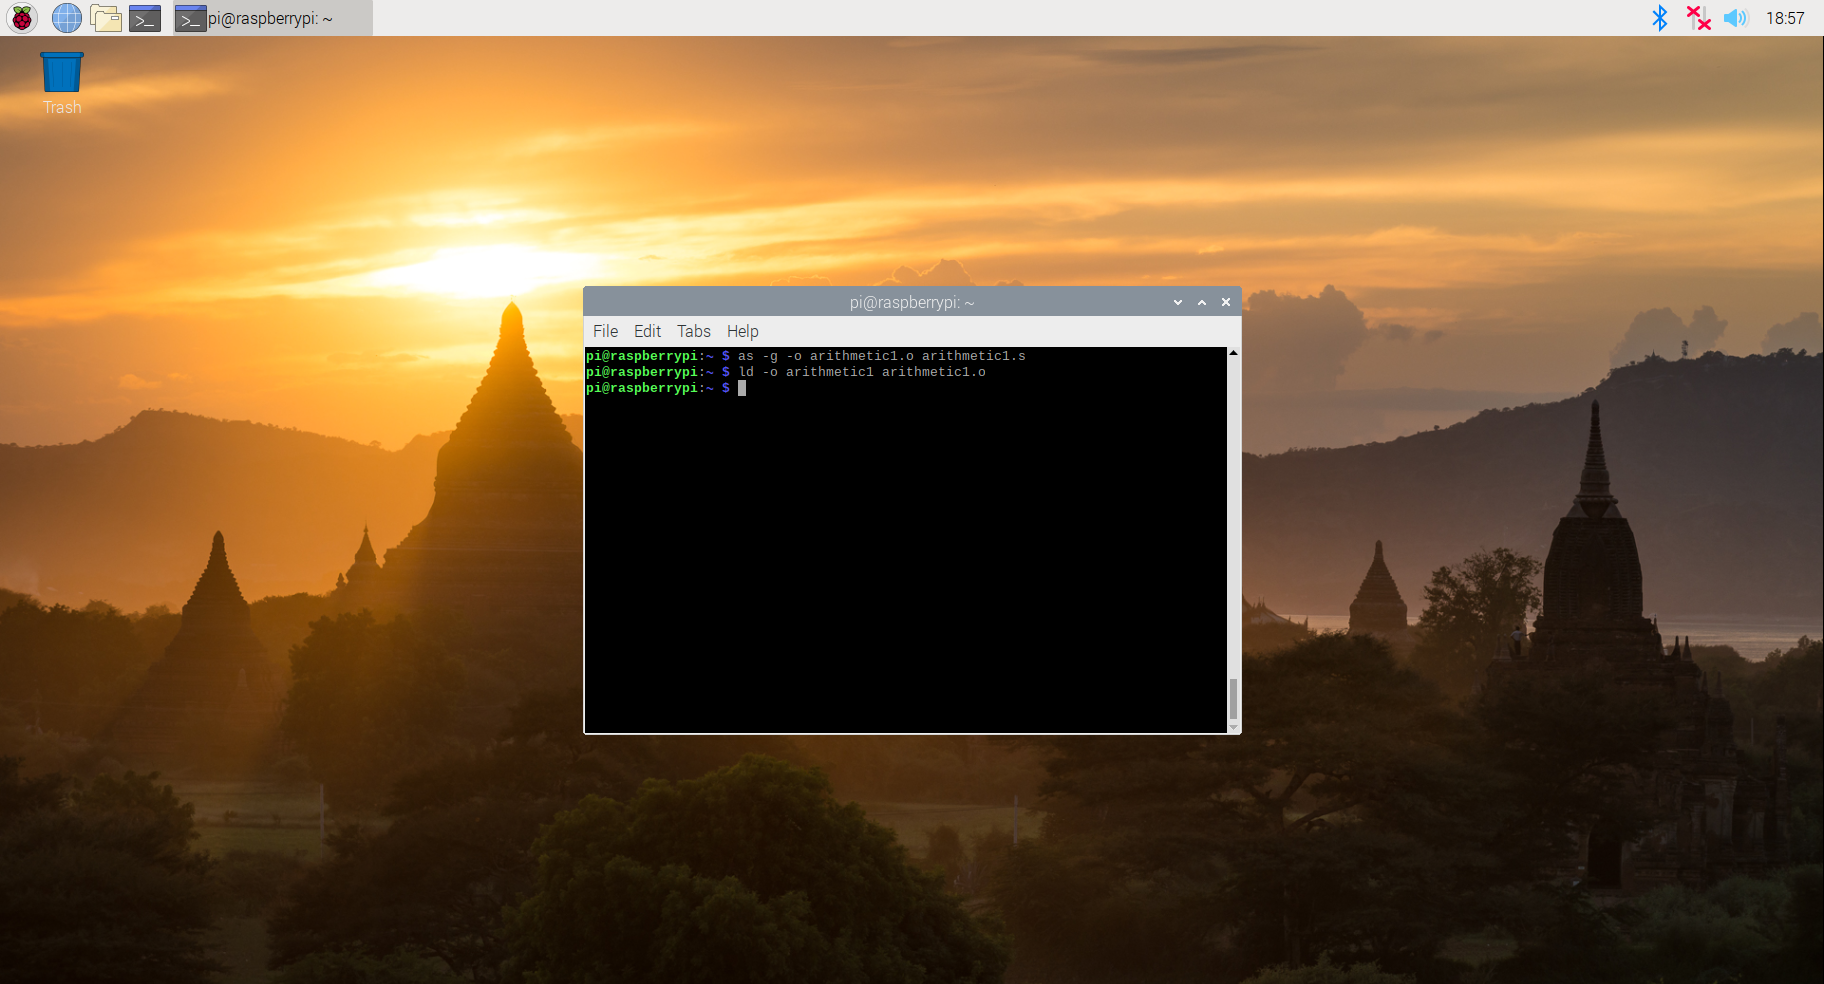 pi@raspberrypi: ~
18:57
Trash
pi@raspberrypi: ~
File Edit Tabs Help
pi@raspberrypi:~ $ as -g -o arithmetic1.o arithmetic1.s
pi@raspberrypi:~ $ ld -o arithmetic1 arithmetic1.o
pi@raspberrypi:~ $